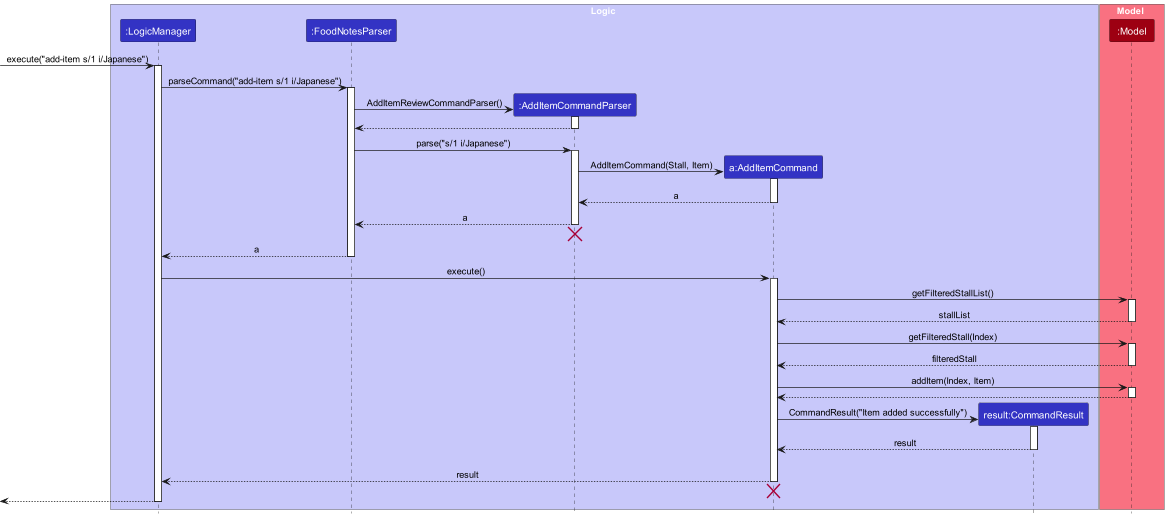 Logic
Model
:LogicManager
:FoodNotesParser
:Model
execute("add-item s/1 i/Japanese")
parseCommand("add-item s/1 i/Japanese")
AddItemReviewCommandParser()
:AddItemCommandParser
parse("s/1 i/Japanese")
AddItemCommand(Stall, Item)
a:AddItemCommand
a
a
a
execute()
getFilteredStallList()
stallList
getFilteredStall(Index)
filteredStall
addItem(Index, Item)
CommandResult("Item added successfully")
result:CommandResult
result
result